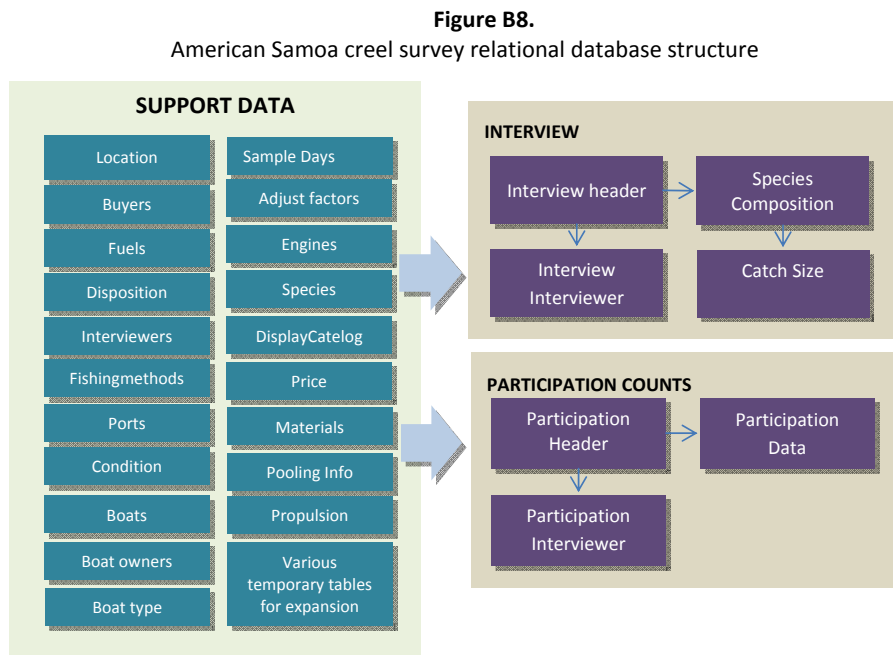 Figure B8.
American Samoa creel survey relational database structure
SUPPORT DATA
Location
Buyers
Fuels
Disposition
Interviewers
Fishingmethods
Ports
Condition
Boats
Boat owners
Boat type
Sample Days
Adjust factors
Engines
Species
DisplayCatelog
Price
Materials
Pooling Info
Propulsion
Various
temporary tables
for expansion
INTERVIEW
Interview header
Species
Composition
Interview
Interviewer
Catch Size
PARTICIPATION COUNTS
Participation
Header
Participation
Data
Participation
Interviewer